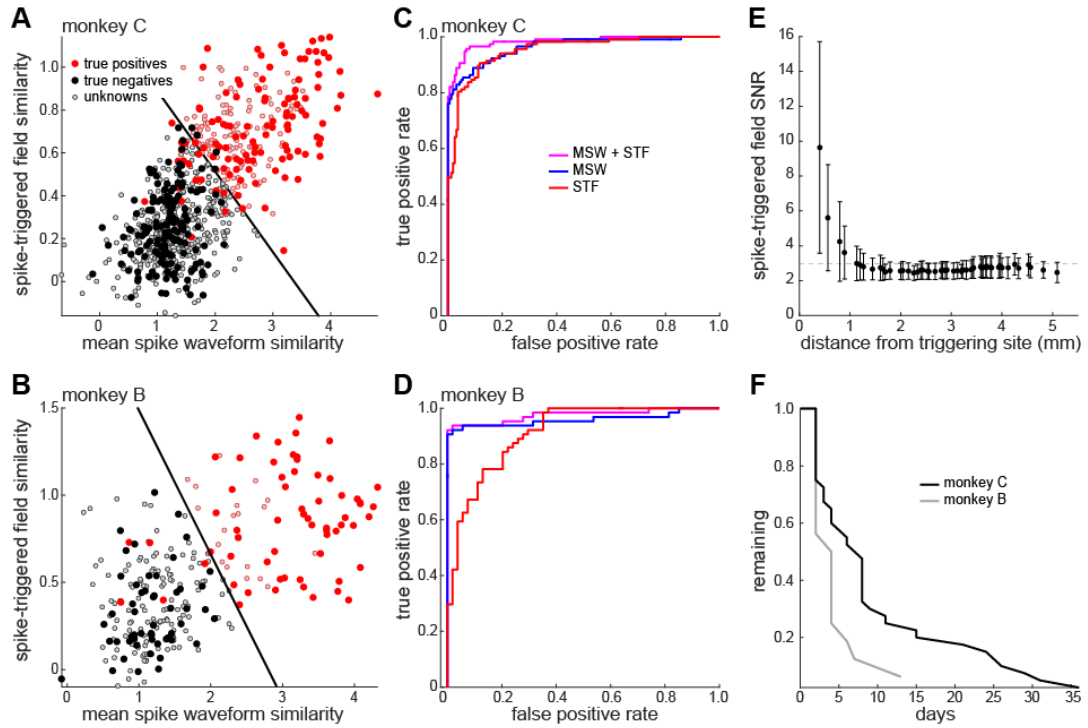 A
monkey C
spike-triggered field similarity
1.0
0.8
0.6
0.4
0.2
0
true positives
true negatives
unknowns
0 1 2 3 4
mean spike waveform similarity
B
monkey B
spike-triggered field similarity
1.5
1.0
0.5
0
0 1 2 3 4
mean spike waveform similarity
C
monkey C
true positive rate
1.0
0.8
0.6
0.4
0.2
0
MSW + STF
MSW
STF
0 0.2 0.4 0.6 0.8 1.0
false positive rate
D
monkey B
true positive rate
1.0
0.8
0.6
0.4
0.2
0
0 0.2 0.4 0.6 0.8 1.0
false positive rate
E
spike-triggered field SNR
16
14
12
10
8
6
4
2
0
0 1 2 3 4 5
distance from triggering site (mm)
F
remaining
1.0
0.8
0.6
0.4
0.2
monkey C
monkey B
0 5 10 15 20 25 30 35
days